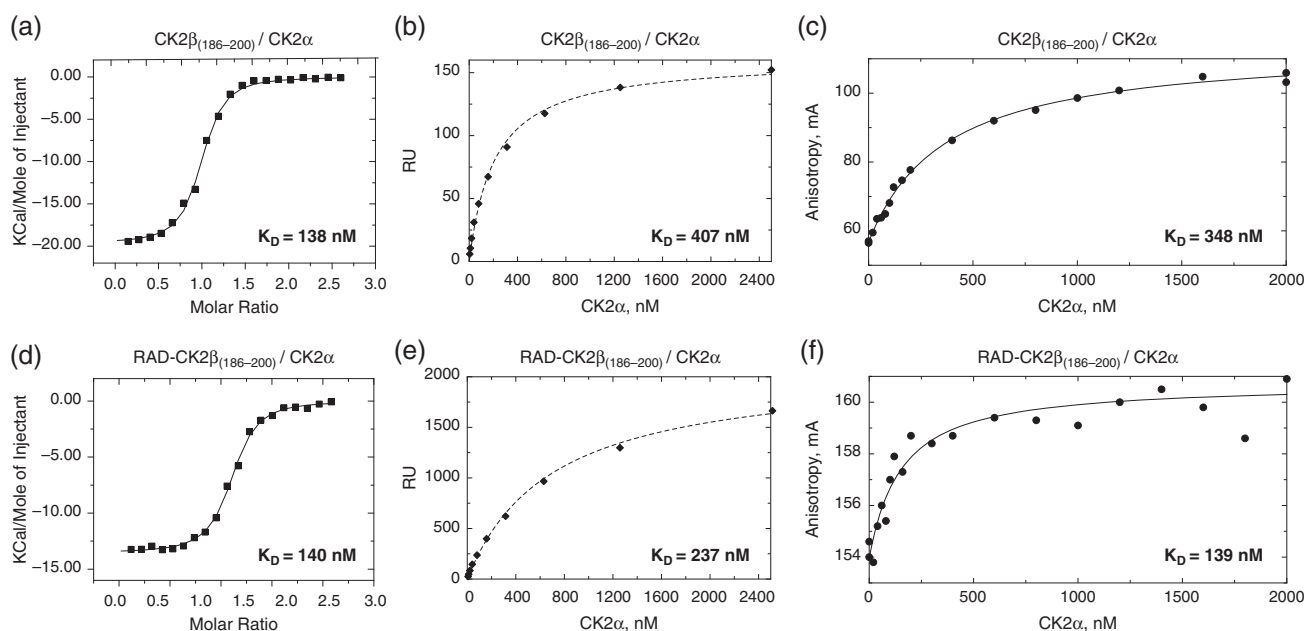 (a)
CK2β(186–200) / CK2α
0.00
−5.00
−10.00
−15.00
−20.00
KCal/Mole of Injectant
KD = 138 nM
0.0 0.5 1.0 1.5 2.0 2.5 3.0
Molar Ratio
(b)
CK2β(186–200) / CK2α
150
100
50
0
RU
KD = 407 nM
0 400 800 1200 1600 2000 2400
CK2α, nM
(c)
CK2β(186–200) / CK2α
100
80
60
50
Anisotropy, mA
KD = 348 nM
0 500 1000 1500 2000
CK2α, nM
(d)
RAD-CK2β(186–200) / CK2α
0.00
−5.00
−10.00
−15.00
KCal/Mole of Injectant
KD = 140 nM
0.0 0.5 1.0 1.5 2.0 2.5 3.0
Molar Ratio
(e)
RAD-CK2β(186–200) / CK2α
2000
1500
1000
500
0
RU
KD = 237 nM
0 400 800 1200 1600 2000 2400
CK2α, nM
(f)
RAD-CK2β(186–200) / CK2α
160
158
156
154
Anisotropy, mA
KD = 139 nM
0 500 1000 1500 2000
CK2α, nM